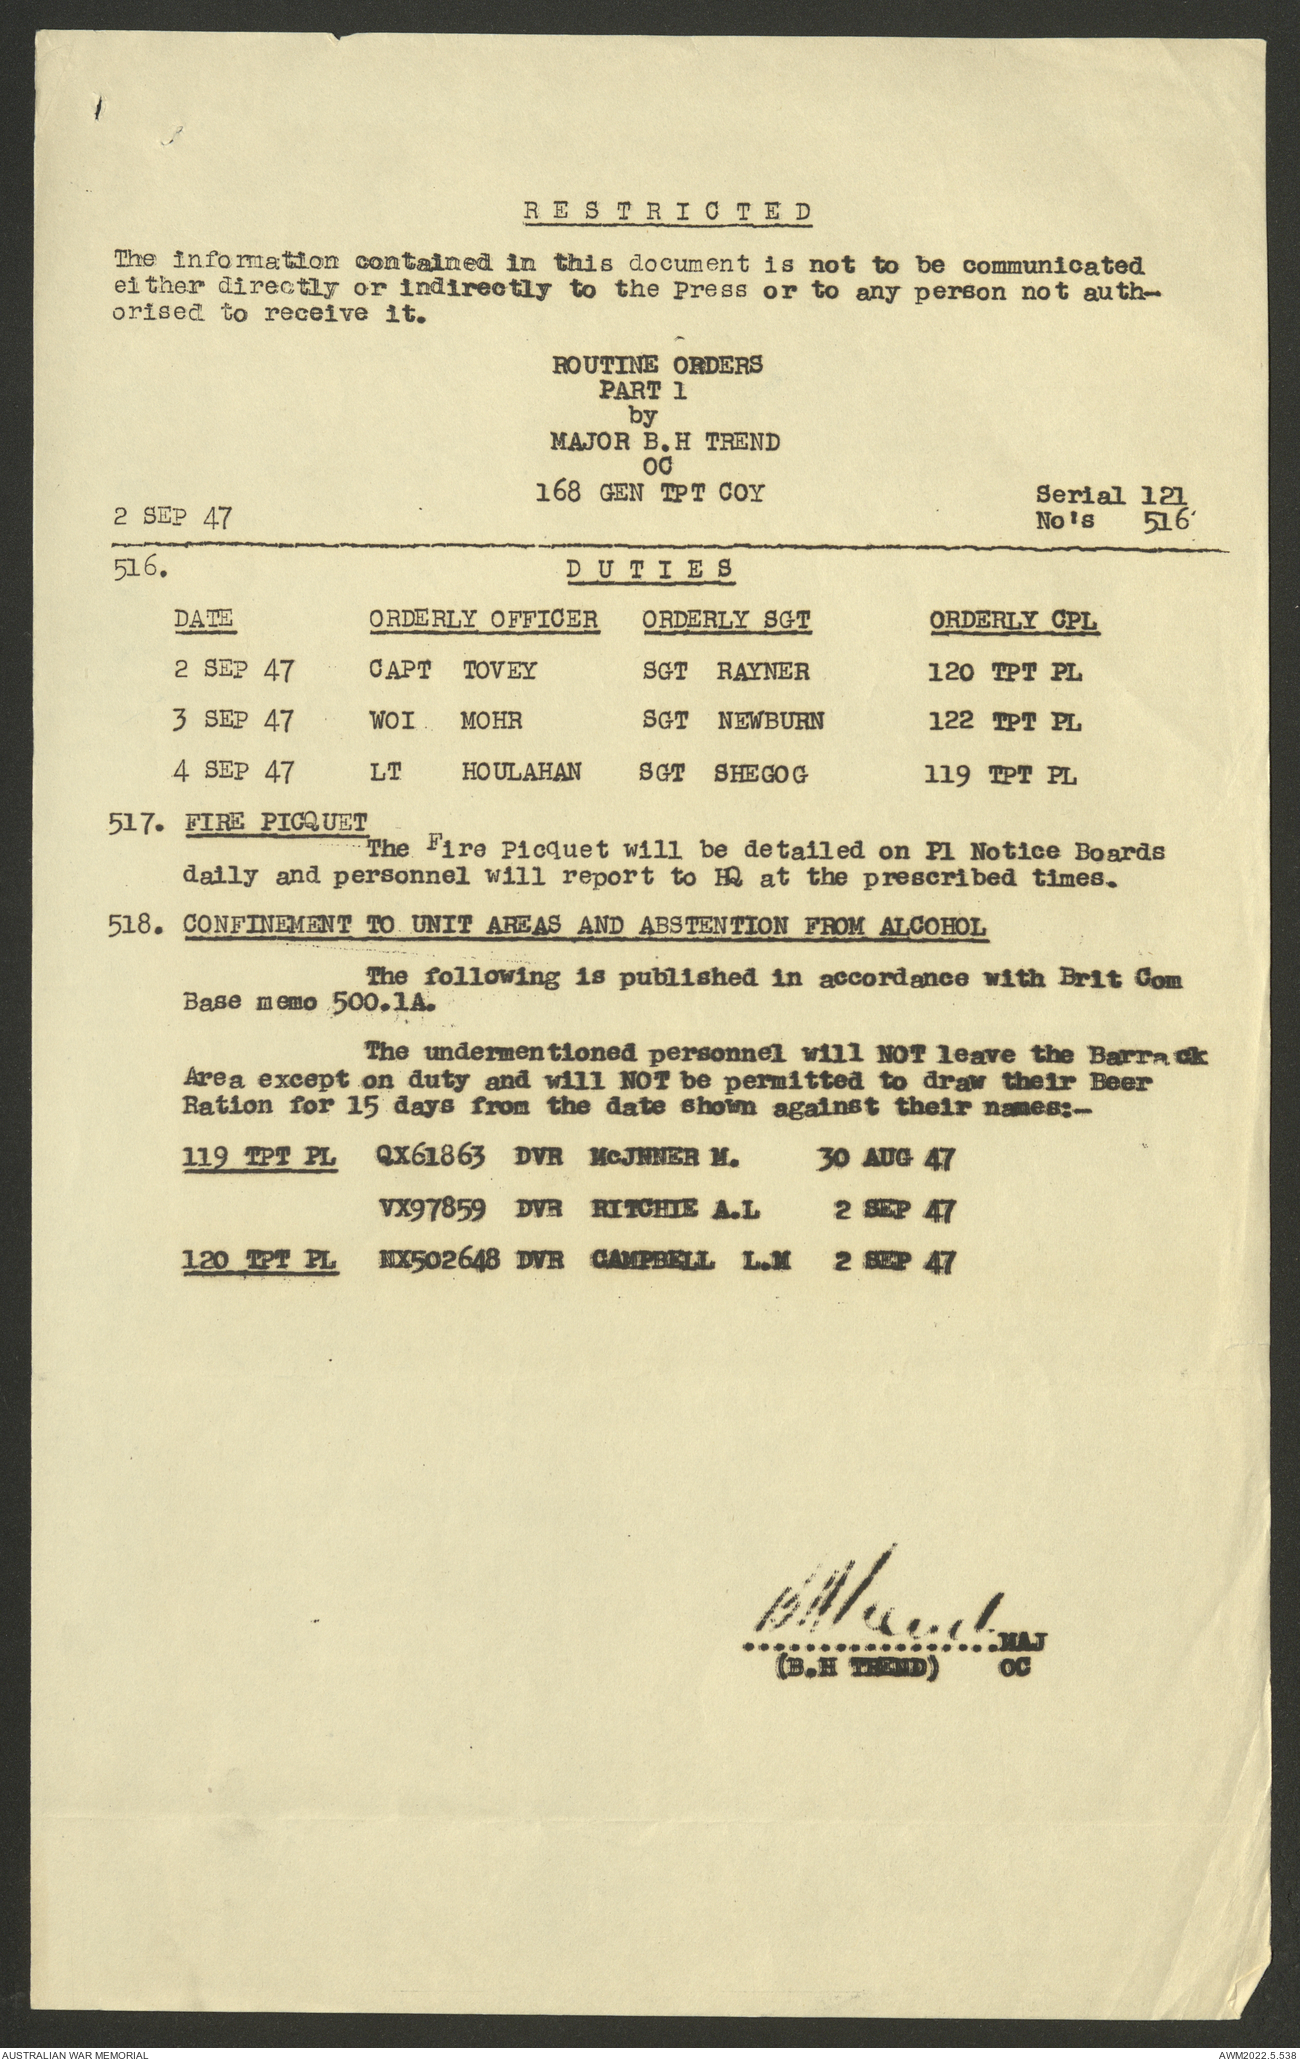 R E S T R I C T E D
The information contained in this document is not to be communicated
either directly or indirectly to the Press or to any person not auth-
orised to receive it.
ROUTINE ORDERS
PART 1
by
MAJOR B.H TREND
OC
168 GEN TPT COY
Serial 121
2 SEP 47 No's 516
516. D U T I E S
DATE ORDERLY OFFICER ORDERLY SGT ORDERLY CPL
2 SEP 47 CAPT TOVEY SGT RAYNER 120 TPT PL
3 SEP 47 WOI MOHR SGT NEWBURN 122 TPT PL
4 SEP 47 LT HOULAHAN SGT SHEGOG 119 TPT PL
517. FIRE PICQUET
The Fire Picquet will be detailed on Pl Notice Boards
daily and personnel will report to HQ at the prescribed times.
518. CONFINEMENT TO UNIT AREAS AND ABSTENTION FROM ALCOHOL
The following is published in accordance with Brit Com
Base memo 500.1A.
The undermentioned personnel will NOT leave the Barrack
Area except on duty and will NOT be permitted to draw their Beer
Ration for 15 days from the date shown against their names:-
119 TPT PL QX61863 DVR M. 30 AUG 47
VX97859 DVR RITCHIE A.L 2 SEP 47
120 TPT PL NX502648 DVR CAMPBELL L.M 2 SEP 47
BHTrend
..................MAJ
(B.H TREND) OC
AUSTRALIAN WAR MEMORIAL AWM2022.5.538